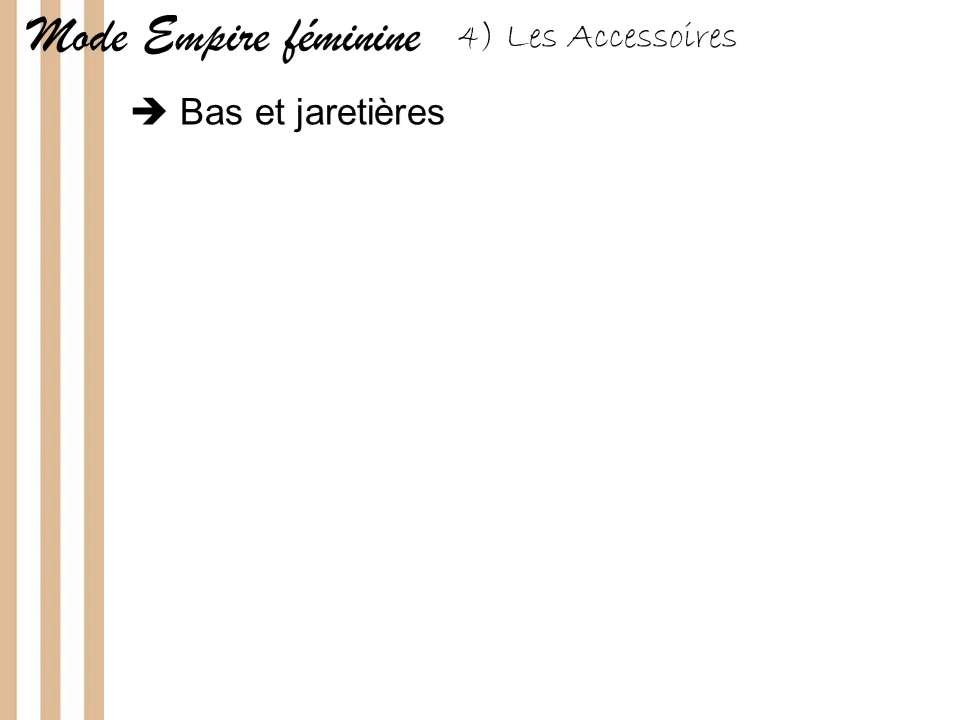 Mode Empire féminine 4) Les Accessoires
➔ Bas et jaretières